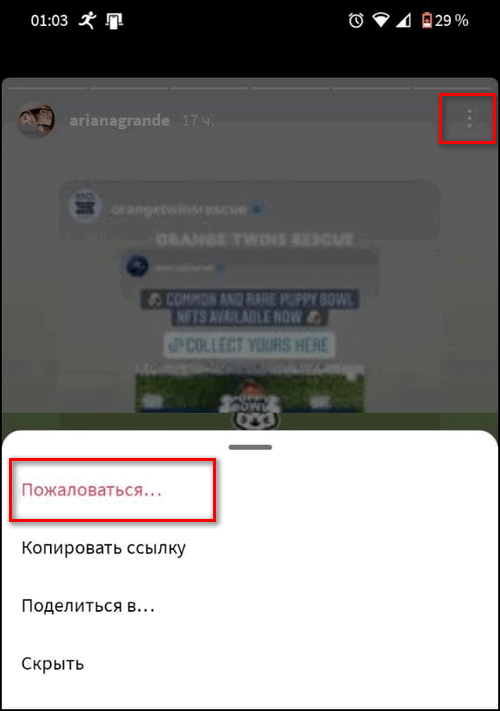 01:03
29 %
arianagrande 17 ч.
orangetwinsrescue
ORANGE TWINS RESCUE
COMMON AND RARE PUPPY BOWL
NFTS AVAILABLE NOW
COLLECT YOURS HERE
Пожаловаться...
Копировать ссылку
Поделиться в...
Скрыть